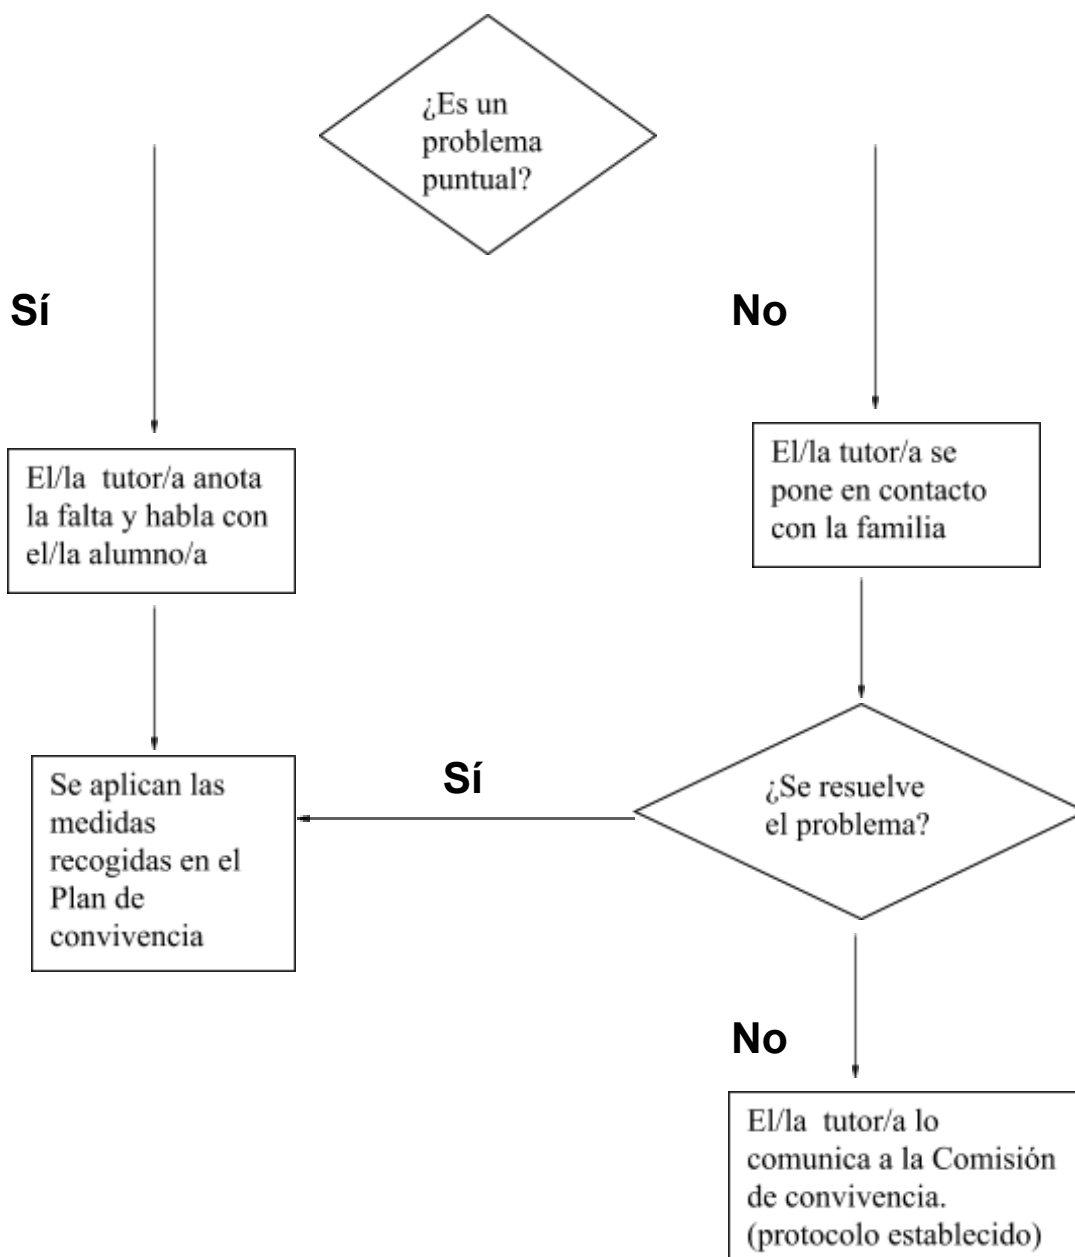 ¿Es un
problema
puntual?
Sí
No
El/la tutor/a anota
la falta y habla con
el/la alumno/a
El/la tutor/a se
pone en contacto
con la familia
Se aplican las
medidas
recogidas en el
Plan de
convivencia
Sí
¿Se resuelve
el problema?
No
El/la tutor/a lo
comunica a la Comisión
de convivencia.
(protocolo establecido)